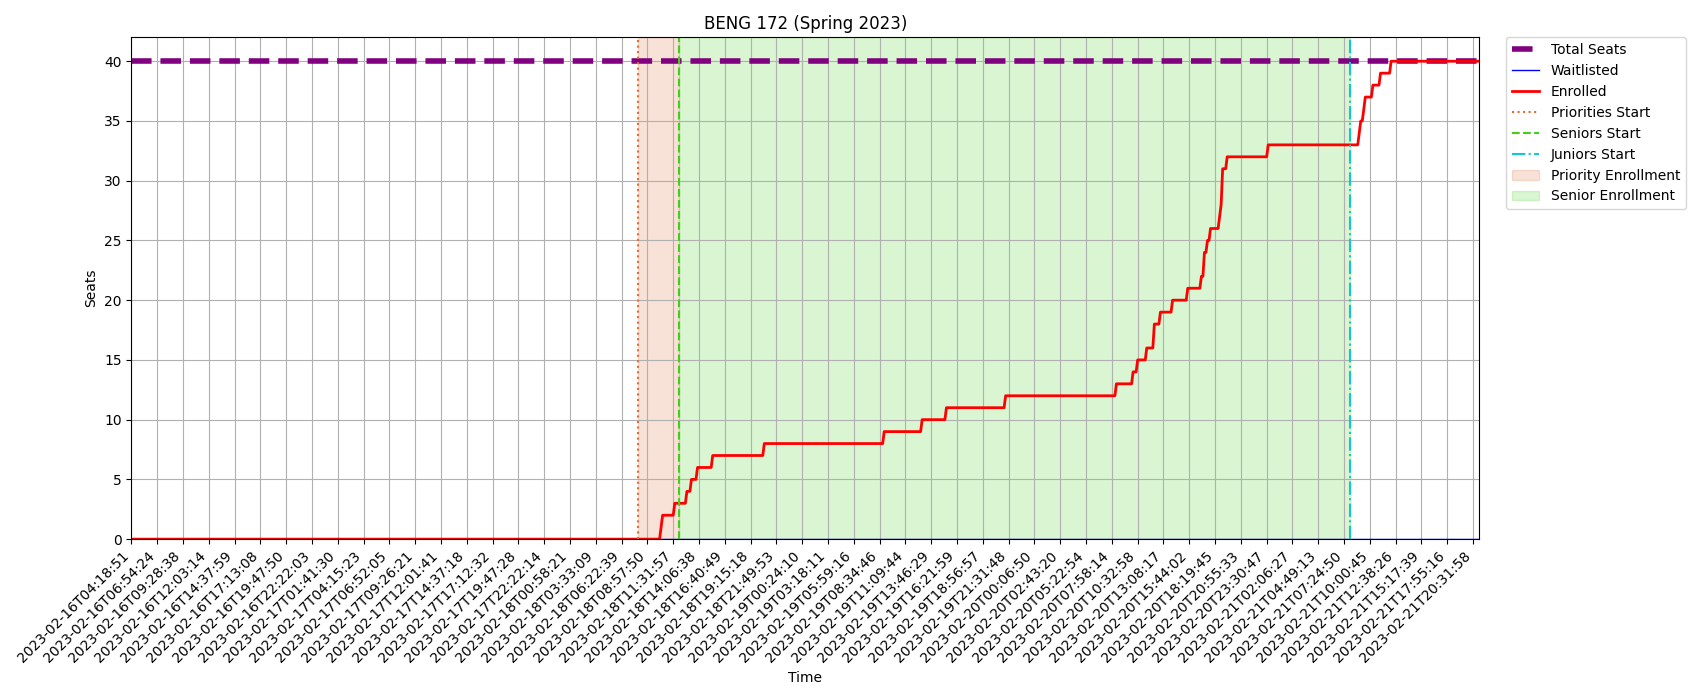 BENG 172 (Spring 2023)
Seats
40
35
30
25
20
15
10
5
0
2023-02-16T04:18:51
2023-02-16T06:54:24
2023-02-16T09:28:38
2023-02-16T12:03:14
2023-02-16T14:37:59
2023-02-16T17:13:08
2023-02-16T19:47:50
2023-02-16T22:22:03
2023-02-17T01:41:30
2023-02-17T04:15:23
2023-02-17T06:52:05
2023-02-17T09:26:21
2023-02-17T12:01:41
2023-02-17T14:37:18
2023-02-17T17:12:32
2023-02-17T19:47:28
2023-02-17T22:22:14
2023-02-18T00:58:21
2023-02-18T03:33:09
2023-02-18T06:22:39
2023-02-18T08:57:50
2023-02-18T11:31:57
2023-02-18T14:06:38
2023-02-18T16:40:49
2023-02-18T19:15:18
2023-02-18T21:49:53
2023-02-19T00:24:10
2023-02-19T03:18:11
2023-02-19T05:59:16
2023-02-19T08:34:46
2023-02-19T11:09:44
2023-02-19T13:46:29
2023-02-19T16:21:59
2023-02-19T18:56:57
2023-02-19T21:31:48
2023-02-20T00:06:50
2023-02-20T02:43:20
2023-02-20T05:22:54
2023-02-20T07:58:14
2023-02-20T10:32:58
2023-02-20T13:08:17
2023-02-20T15:44:02
2023-02-20T18:19:45
2023-02-20T20:55:33
2023-02-20T23:30:47
2023-02-21T02:06:27
2023-02-21T04:49:13
2023-02-21T07:24:50
2023-02-21T10:00:45
2023-02-21T12:38:26
2023-02-21T15:17:39
2023-02-21T17:55:16
2023-02-21T20:31:58
Time
Total Seats
Waitlisted
Enrolled
Priorities Start
Seniors Start
Juniors Start
Priority Enrollment
Senior Enrollment